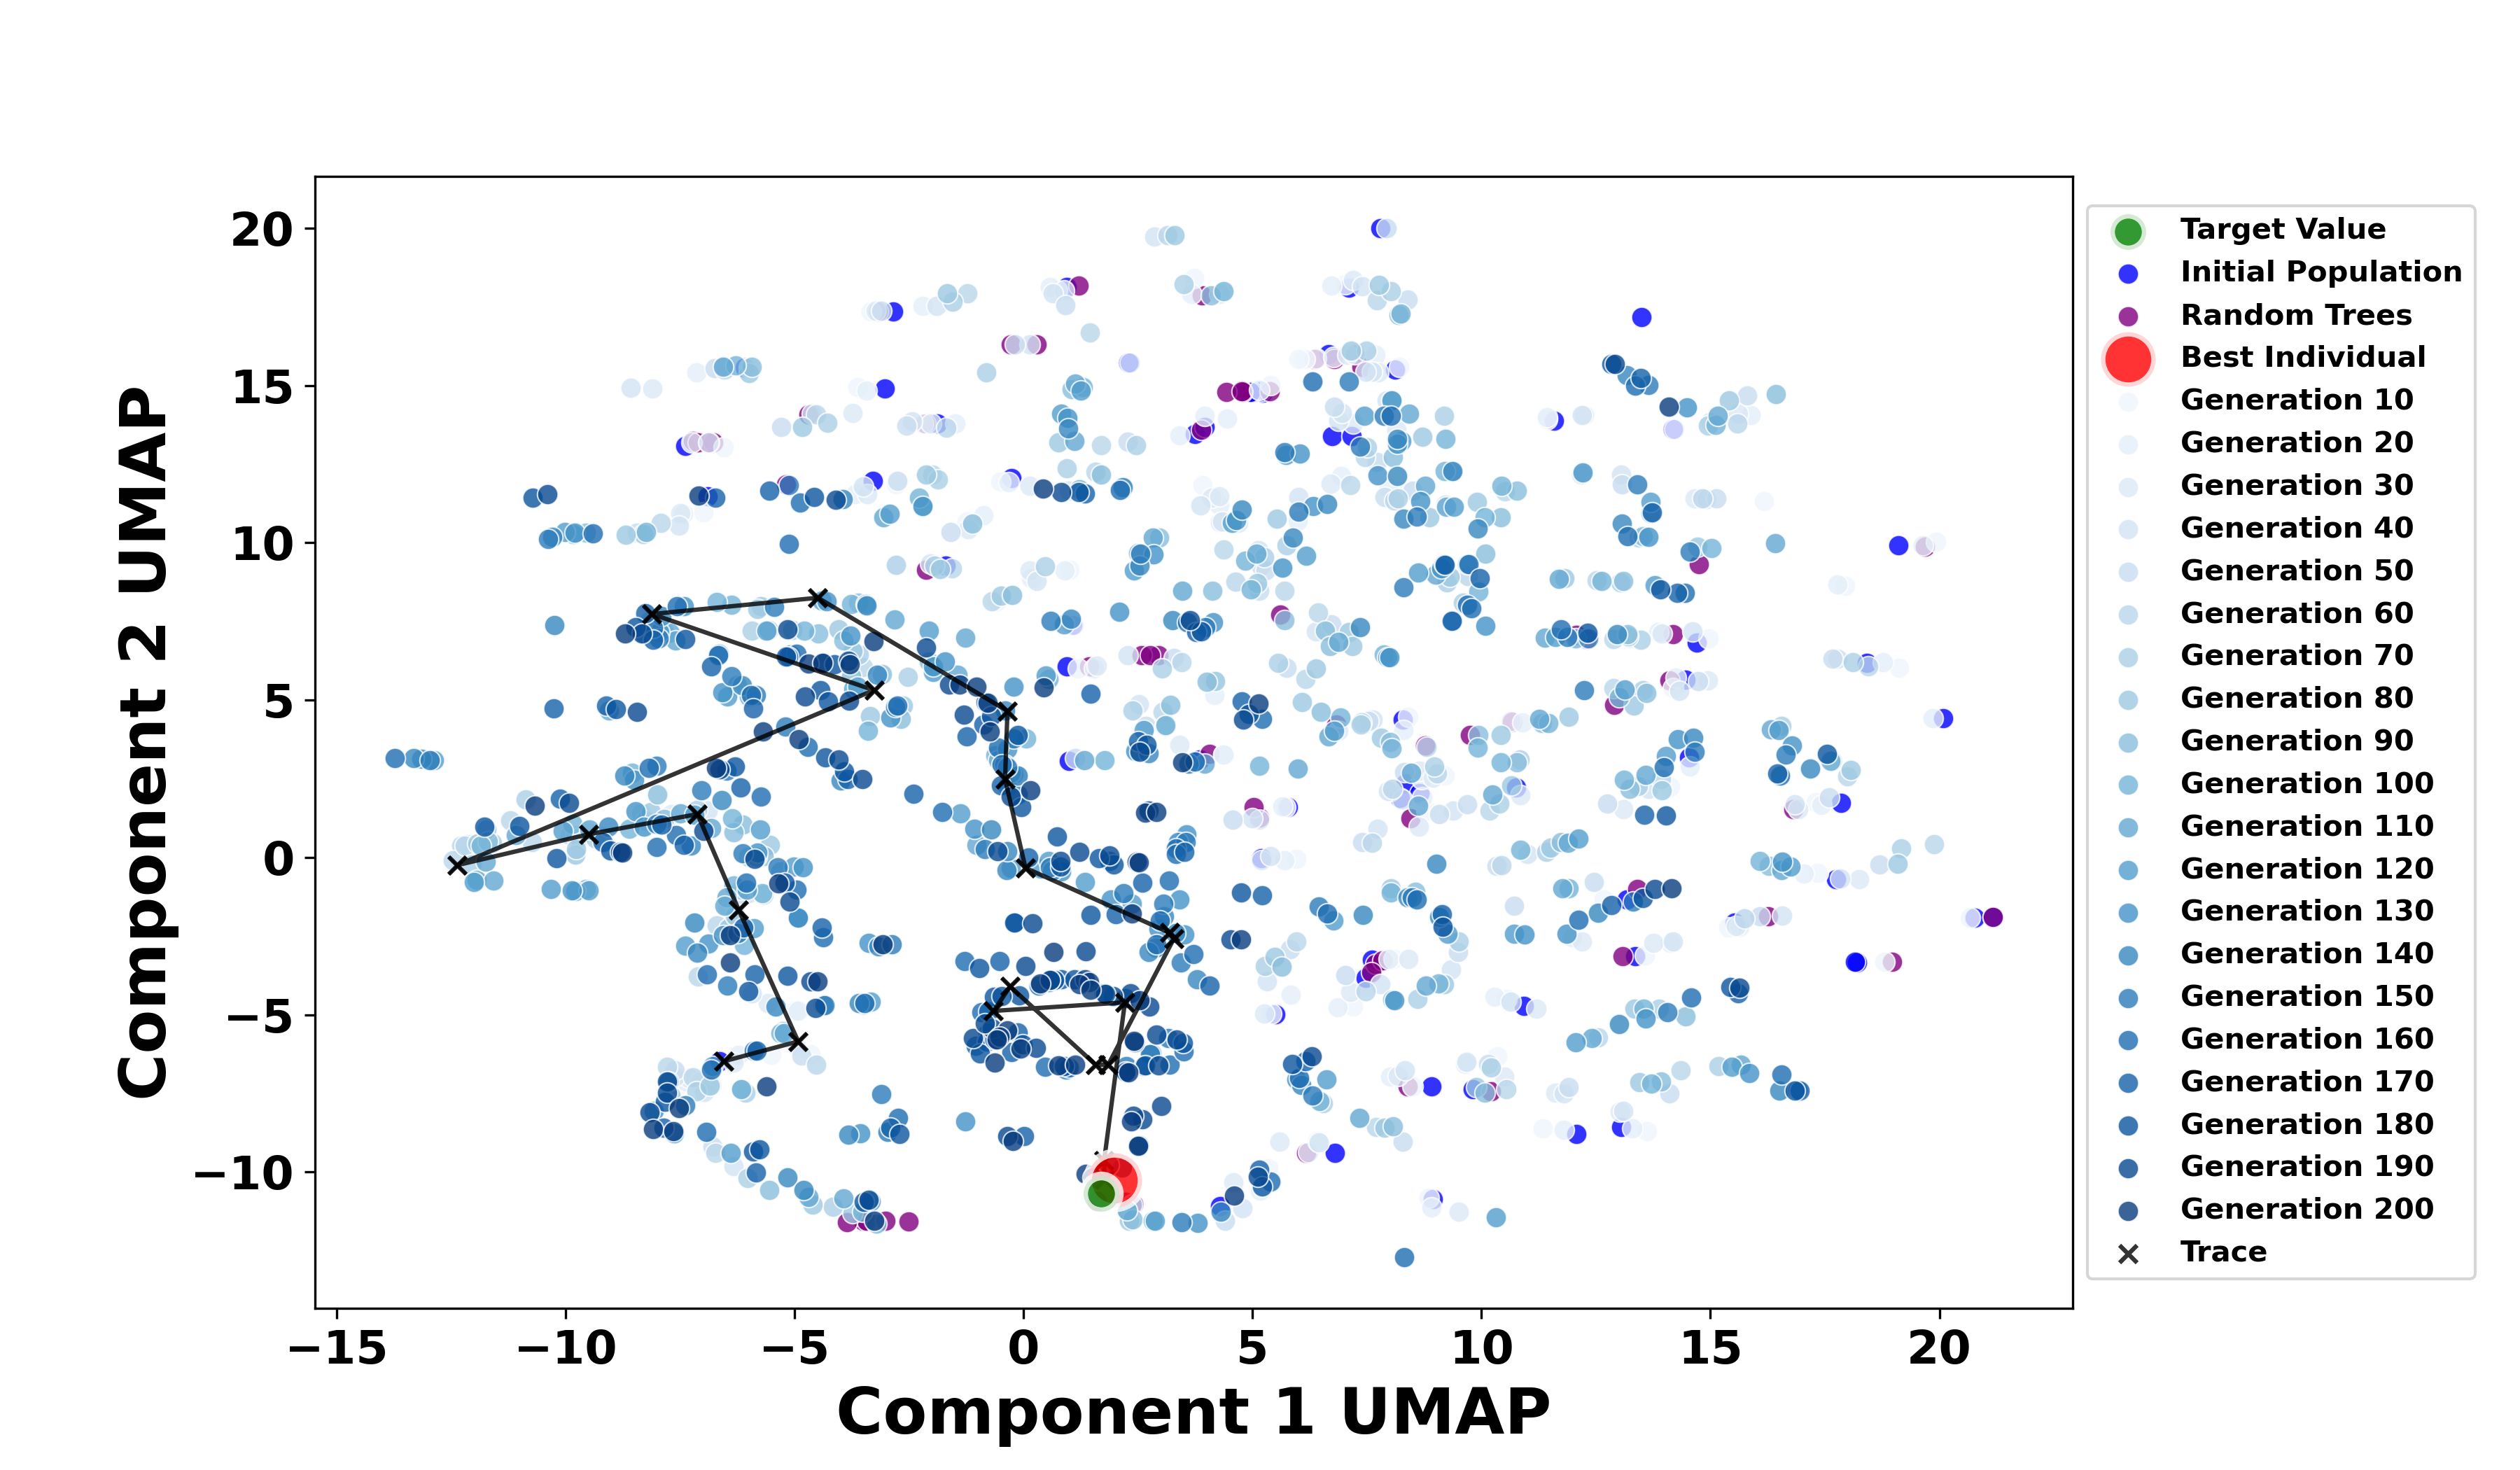 20
15
10
5
0
−5
−10
−15
−10
−5
0
5
10
15
20
Component 1 UMAP
Component 2 UMAP
Target Value
Initial Population
Random Trees
Best Individual
Generation 10
Generation 20
Generation 30
Generation 40
Generation 50
Generation 60
Generation 70
Generation 80
Generation 90
Generation 100
Generation 110
Generation 120
Generation 130
Generation 140
Generation 150
Generation 160
Generation 170
Generation 180
Generation 190
Generation 200
Trace